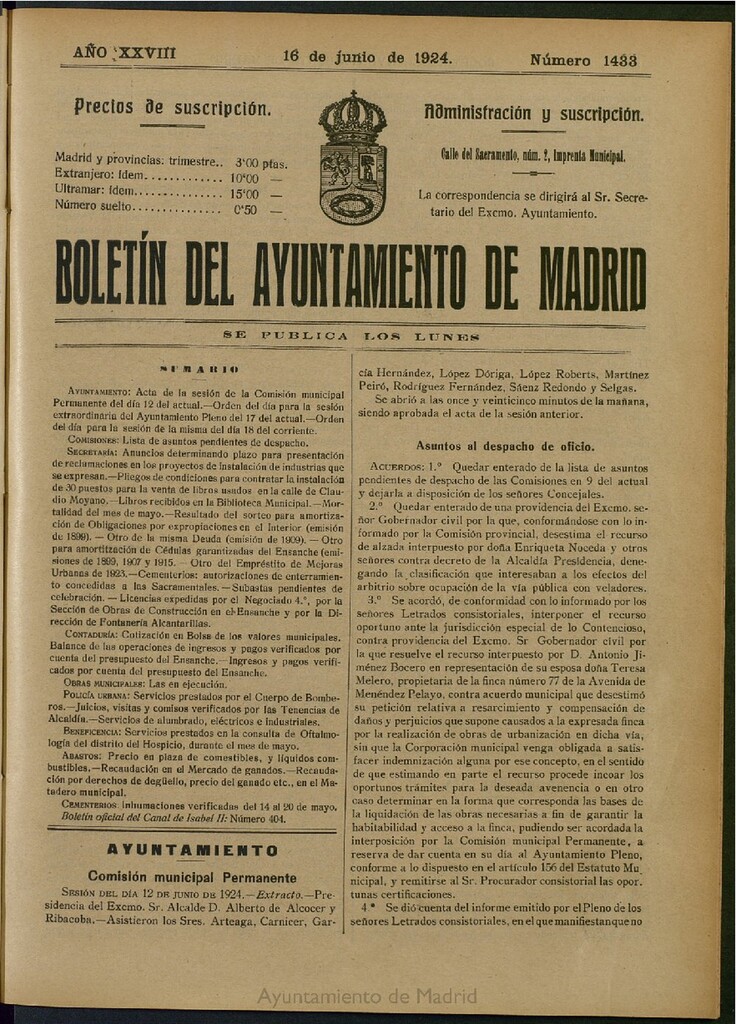 AÑO XXVIII
16 de junio de 1924.
Número 1433
Precios de suscripción.
Madrid y provincias: trimestre.. 3'00 ptas.
Extranjero: ídem............. 10'00 —
Ultramar: ídem.............. 15'00 —
Número suelto.............. 0'50 —
Administración y suscripción.
Calle del Sacramento, núm. 2, Imprenta Municipal.
La correspondencia se dirigirá al Sr. Secre-
tario del Excmo. Ayuntamiento.
BOLETÍN DEL AYUNTAMIENTO DE MADRID
SE PUBLICA LOS LUNES
SUMARIO
AYUNTAMIENTO: Acta de la sesión de la Comisión municipal
Permanente del día 12 del actual.—Orden del día para la sesión
extraordinaria del Ayuntamiento Pleno del 17 del actual.—Orden
del día para la sesión de la misma del día 18 del corriente.
COMISIONES: Lista de asuntos pendientes de despacho.
SECRETARÍA: Anuncios determinando plazo para presentación
de reclamaciones en los proyectos de instalación de industrias que
se expresan.—Pliegos de condiciones para contratar la instalación
de 30 puestos para la venta de libros usados en la calle de Clau-
dio Moyano.—Libros recibidos en la Biblioteca Municipal.—Mor-
talidad del mes de mayo.—Resultado del sorteo para amortiza-
ción de Obligaciones por expropiaciones en el Interior (emisión
de 1899).— Otro de la misma Deuda (emisión de 1909).— Otro
para amortitzación de Cédulas garantizadas del Ensanche (emi-
siones de 1899, 1907 y 1915.— Otro del Empréstito de Mejoras
Urbanas de 1923.—Cementerios: autorizaciones de enterramien-
to concedidas a las Sacramentales.—Subastas pendientes de
celebración. — Licencias expedidas por el Negociado 4.º, por la
Sección de Obras de Construcción en el Ensanche y por la Di-
rección de Fontanería Alcantarillas.
CONTADURÍA: Cotización en Bolsa de los valores municipales.
Balance de las operaciones de ingresos y pagos verificados por
cuenta del presupuesto del Ensanche.—Ingresos y pagos verifi-
cados por cuenta del presupuesto del Ensanche.
OBRAS MUNICIPALES: Las en ejecución.
POLICÍA URBANA: Servicios prestados por el Cuerpo de Bombe-
ros.—Juicios, visitas y comisos verificados por las Tenencias de
Alcaldía.—Servicios de alumbrado, eléctricos e industriales.
BENEFICENCIA: Servicios prestados en la consulta de Oftalmo-
logía del distrito del Hospicio, durante el mes de mayo.
ABASTOS: Precio en plaza de comestibles, y líquidos com-
bustibles.—Recaudación en el Mercado de ganados.—Recauda-
ción por derechos de degüello, precio del ganado etc., en el Ma-
tadero municipal.
CEMENTERIOS: Inhumaciones verificadas del 14 al 20 de mayo.
Boletín oficial del Canal de Isabel II: Número 404.
AYUNTAMIENTO
Comisión municipal Permanente
SESIÓN DEL DÍA 12 DE JUNIO DE 1924.—Extracto.—Pre-
sidencia del Excmo. Sr. Alcalde D. Alberto de Alcocer y
Ribacoba.—Asistieron los Sres. Arteaga, Carnicer, Gar-
cía Hernández, López Dóriga, López Roberts, Martínez
Peiró, Rodríguez Fernández, Sáenz Redondo y Selgas.
Se abrió a las once y veinticinco minutos de la mañana,
siendo aprobada el acta de la sesión anterior.
Asuntos al despacho de oficio.
ACUERDOS: 1.º Quedar enterado de la lista de asuntos
pendientes de despacho de las Comisiones en 9 del actual
y dejarla a disposición de los señores Concejales.
2.º Quedar enterado de una providencia del Excmo. se-
ñor Gobernador civil por la que, conformándose con lo in-
formado por la Comisión provincial, desestima el recurso
de alzada interpuesto por doña Enriqueta Noceda y otros
señores contra decreto de la Alcaldía Presidencia, dene-
gando la clasificación que interesaban a los efectos del
arbitrio sobre ocupación de la vía pública con veladores.
3.º Se acordó, de conformidad con lo informado por los
señores Letrados consistoriales, interponer el recurso
oportuno ante la jurisdicción especial de lo Contencioso,
contra providencia del Excmo. Sr Gobernador civil por
la que resuelve el recurso interpuesto por D. Antonio Ji-
ménez Bocero en representación de su esposa doña Teresa
Melero, propietaria de la finca número 77 de la Avenida de
Menéndez Pelayo, contra acuerdo municipal que desestimó
su petición relativa a resarcimiento y compensación de
daños y perjuicios que supone causados a la expresada finca
por la realización de obras de urbanización en dicha vía,
sin que la Corporación municipal venga obligada a satis-
facer indemnización alguna por ese concepto, en el sentido
de que estimando en parte el recurso procede incoar los
oportunos trámites para la deseada avenencia o en otro
caso determinar en la forma que corresponda las bases de
la liquidación de las obras necesarias a fin de garantir la
habitabilidad y acceso a la finca, pudiendo ser acordada la
interposición por la Comisión municipal Permanente, a
reserva de dar cuenta en su día al Ayuntamiento Pleno,
conforme a lo dispuesto en el artículo 156 del Estatuto Mu-
nicipal, y remitirse al Sr. Procurador consistorial las opor-
tunas certificaciones.
4.º Se dió cuenta del informe emitido por el Pleno de los
señores Letrados consistoriales, en el que manifiestan que no
Ayuntamiento de Madrid